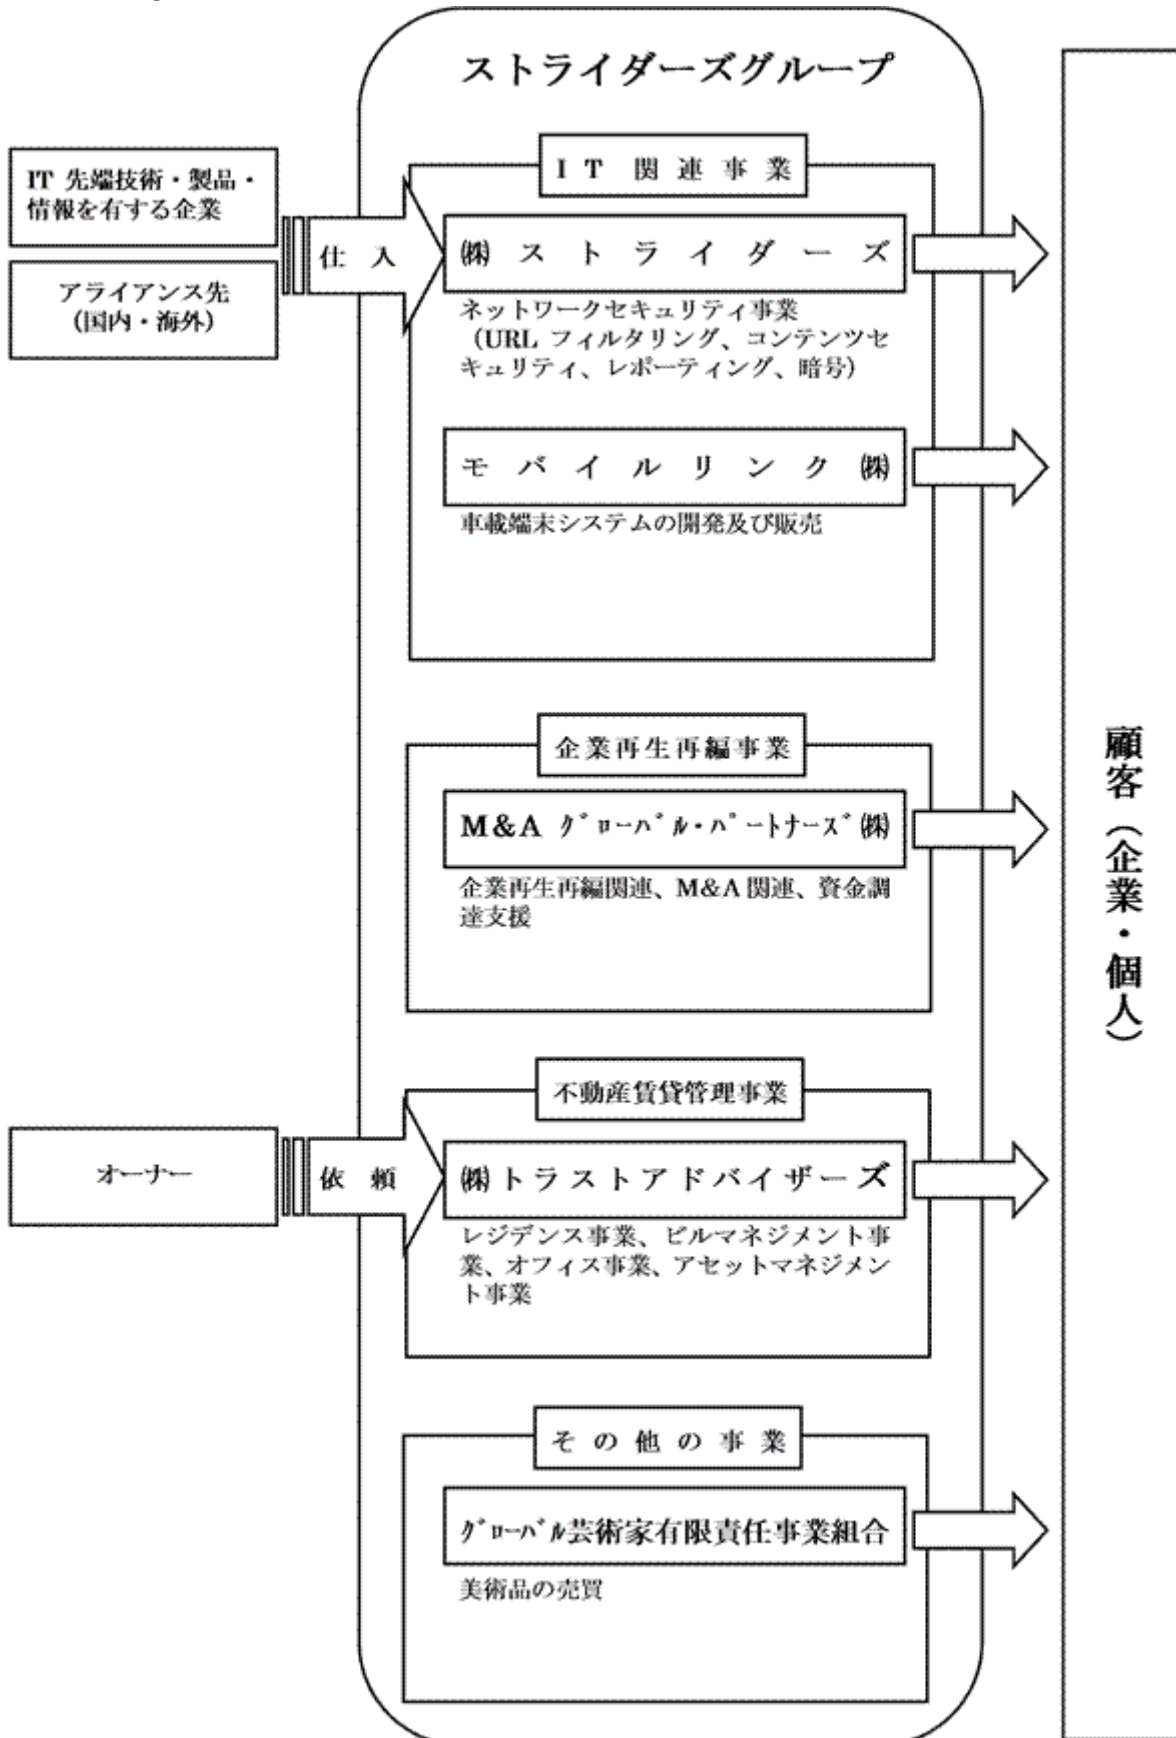 ストライダーズグループ
IT 先端技術・製品・
情報を有する企業
アライアンス先
(国内・海外)
仕 入
IT 関連事業
㈱ストライダーズ
ネットワークセキュリティ事業
（URL フィルタリング、コンテンツセ
キュリティ、レポーティング、暗号）
モバイルリンク㈱
車載端末システムの開発及び販売
企業再生再編事業
M&A ｸﾞﾛｰﾊﾞﾙ・ﾊﾟｰﾄﾅｰｽﾞ㈱
企業再生再編関連、M&A 関連、資金調
達支援
オーナー
依 頼
不動産賃貸管理事業
㈱トラストアドバイザーズ
レジデンス事業、ビルマネジメント事
業、オフィス事業、アセットマネジメン
ト事業
その他の事業
ｸﾞﾛｰﾊﾞﾙ芸術家有限責任事業組合
美術品の売買
顧客（企業・個人）